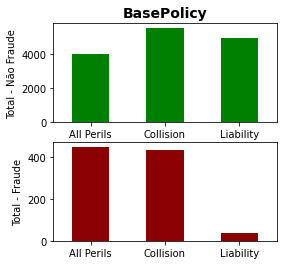 BasePolicy
Total - Não Fraude
4000
2000
0
All Perils Collision Liability
Total - Fraude
400
200
0
All Perils Collision Liability